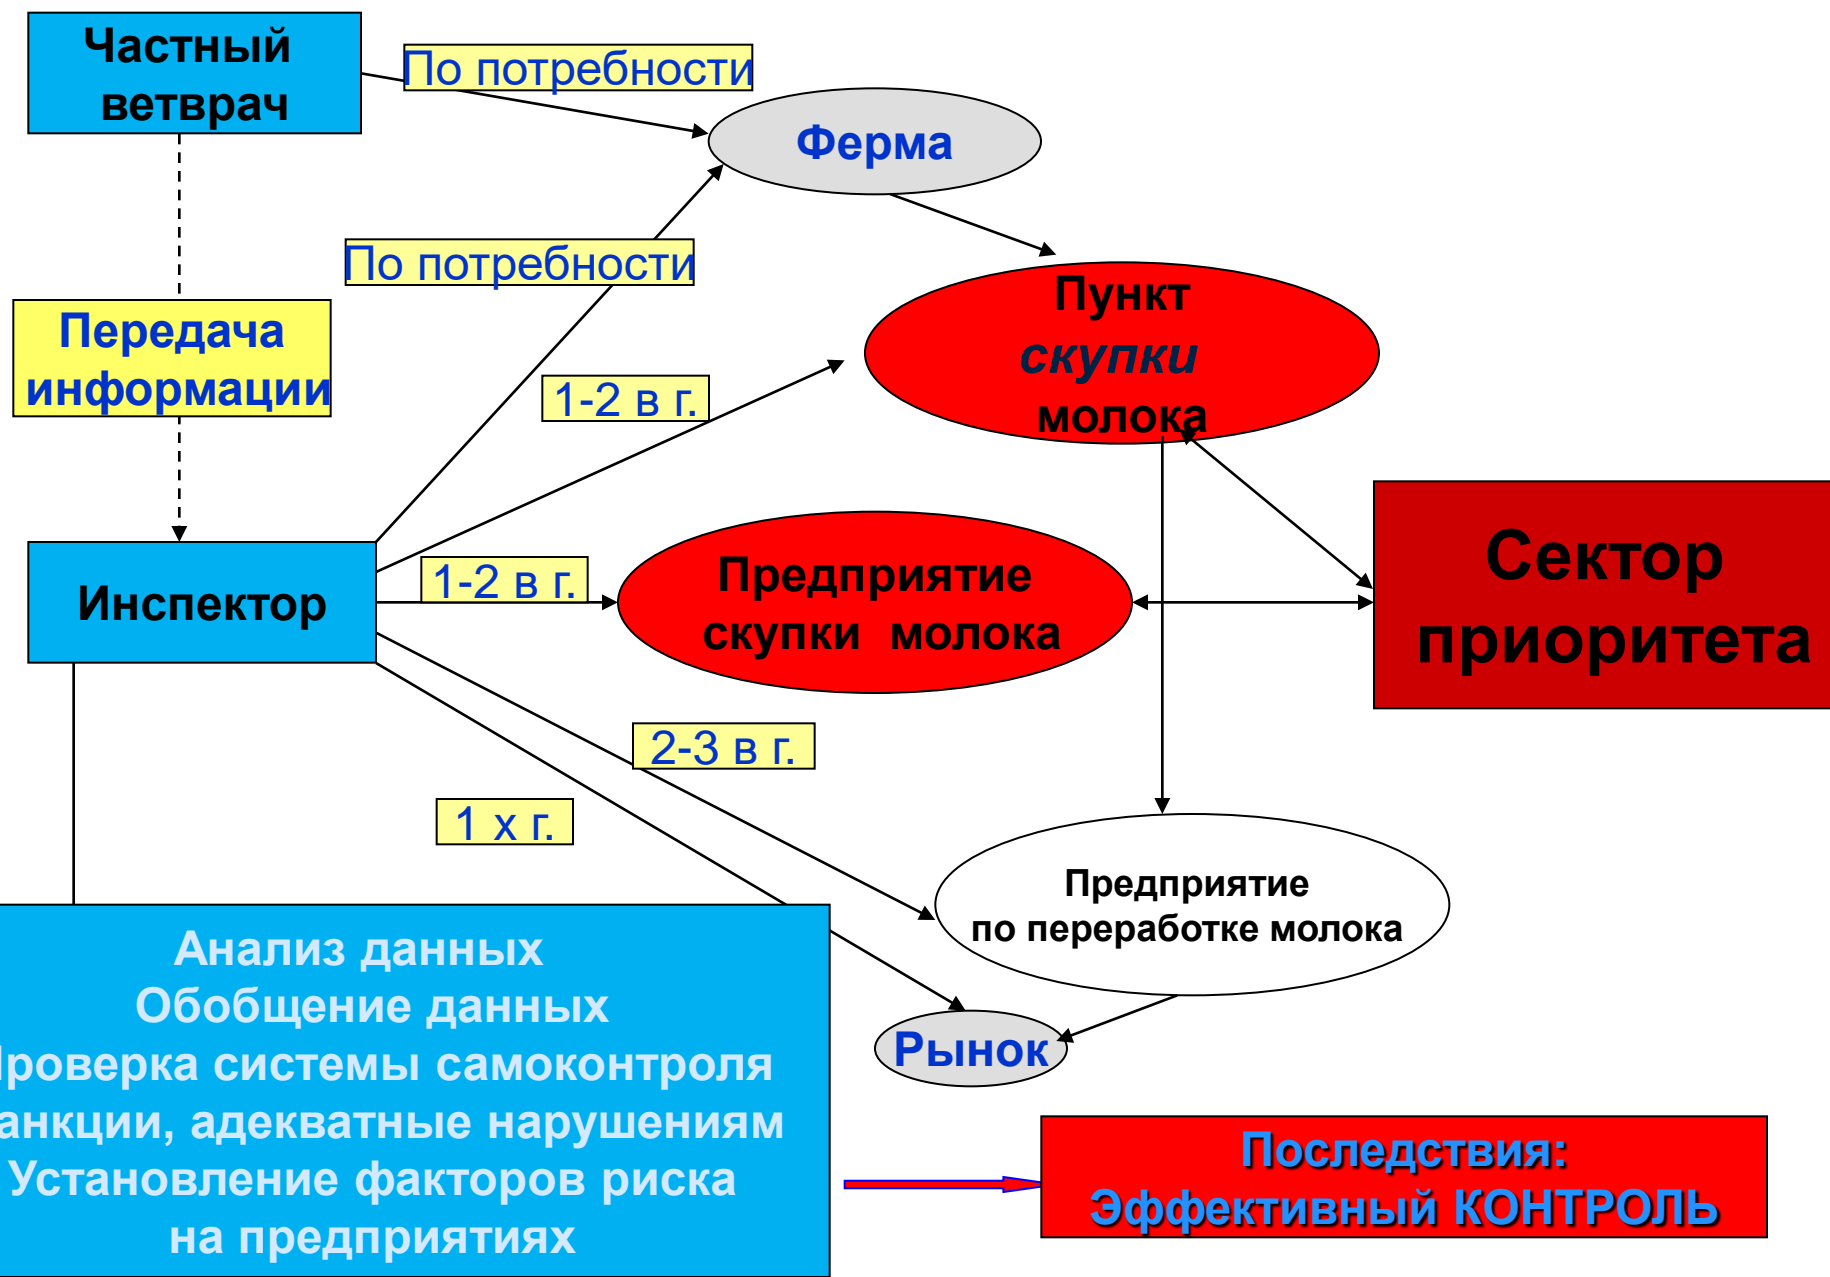 Частный
ветврач
По потребности
Ферма
По потребности
Передача
информации
Пункт
скупки
молока
1-2 в г.
Инспектор
1-2 в г.
Предприятие
скупки молока
Сектор
приоритета
2-3 в г.
1 х г.
Предприятие
по переработке молока
Рынок
Анализ данных
Обобщение данных
Проверка системы самоконтроля
анкции, адекватные нарушениям
Установление факторов риска
на предприятиях
Последствия:
Эффективный КОНТРОЛЬ